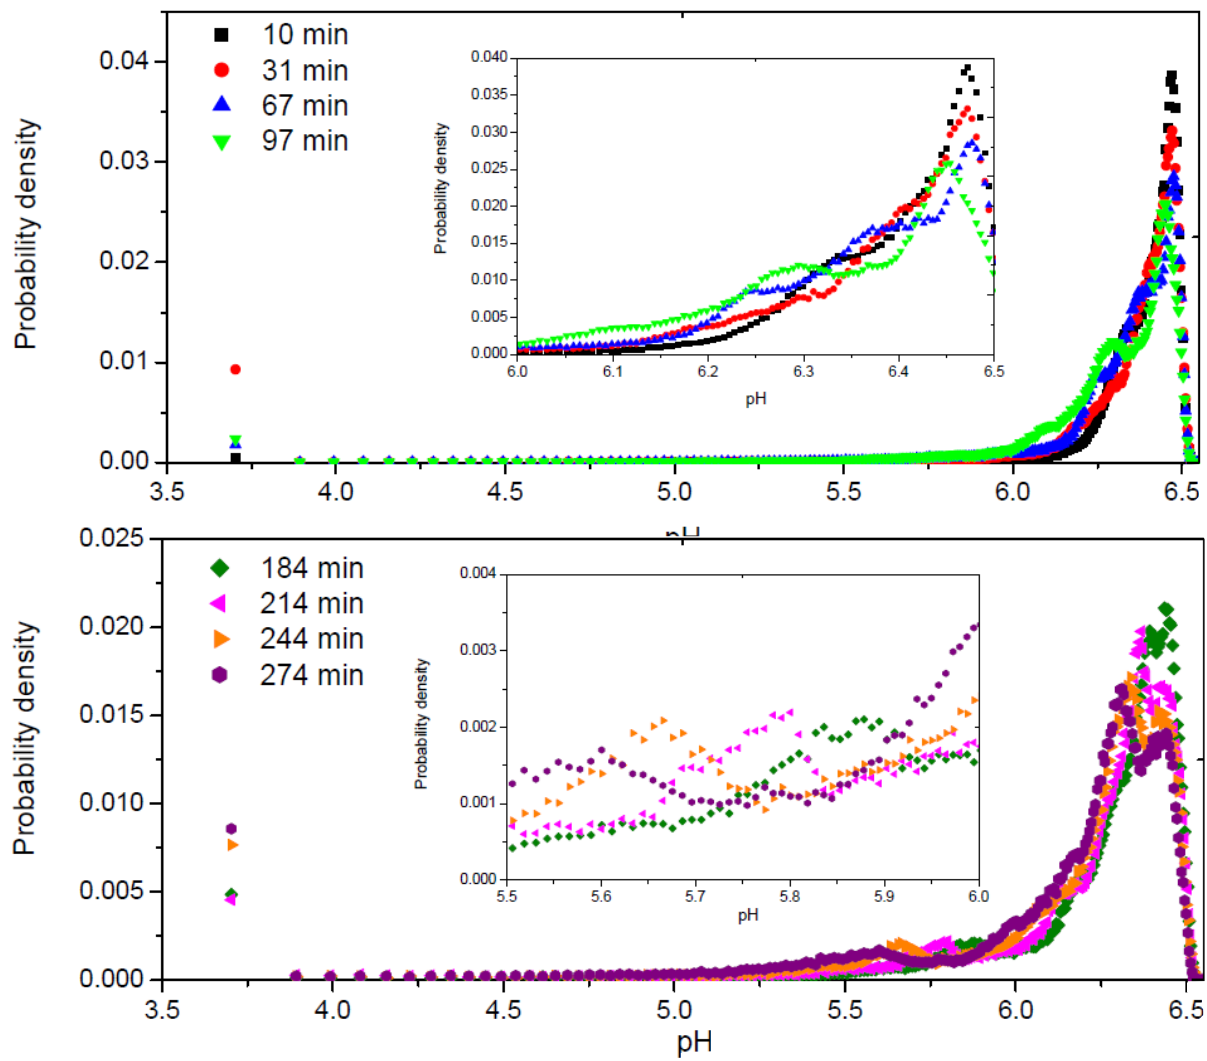 10 min
31 min
67 min
97 min
Probability density
0.04
0.03
0.02
0.01
0.00
3.5 4.0 4.5 5.0 5.5 6.0 6.5
pH
Probability density
0.040
0.035
0.030
0.025
0.020
0.015
0.010
0.005
0.000
6.0 6.1 6.2 6.3 6.4 6.5
pH
184 min
214 min
244 min
274 min
Probability density
0.025
0.020
0.015
0.010
0.005
0.000
3.5 4.0 4.5 5.0 5.5 6.0 6.5
pH
Probability density
0.004
0.003
0.002
0.001
0.000
5.5 5.6 5.7 5.8 5.9 6.0
pH